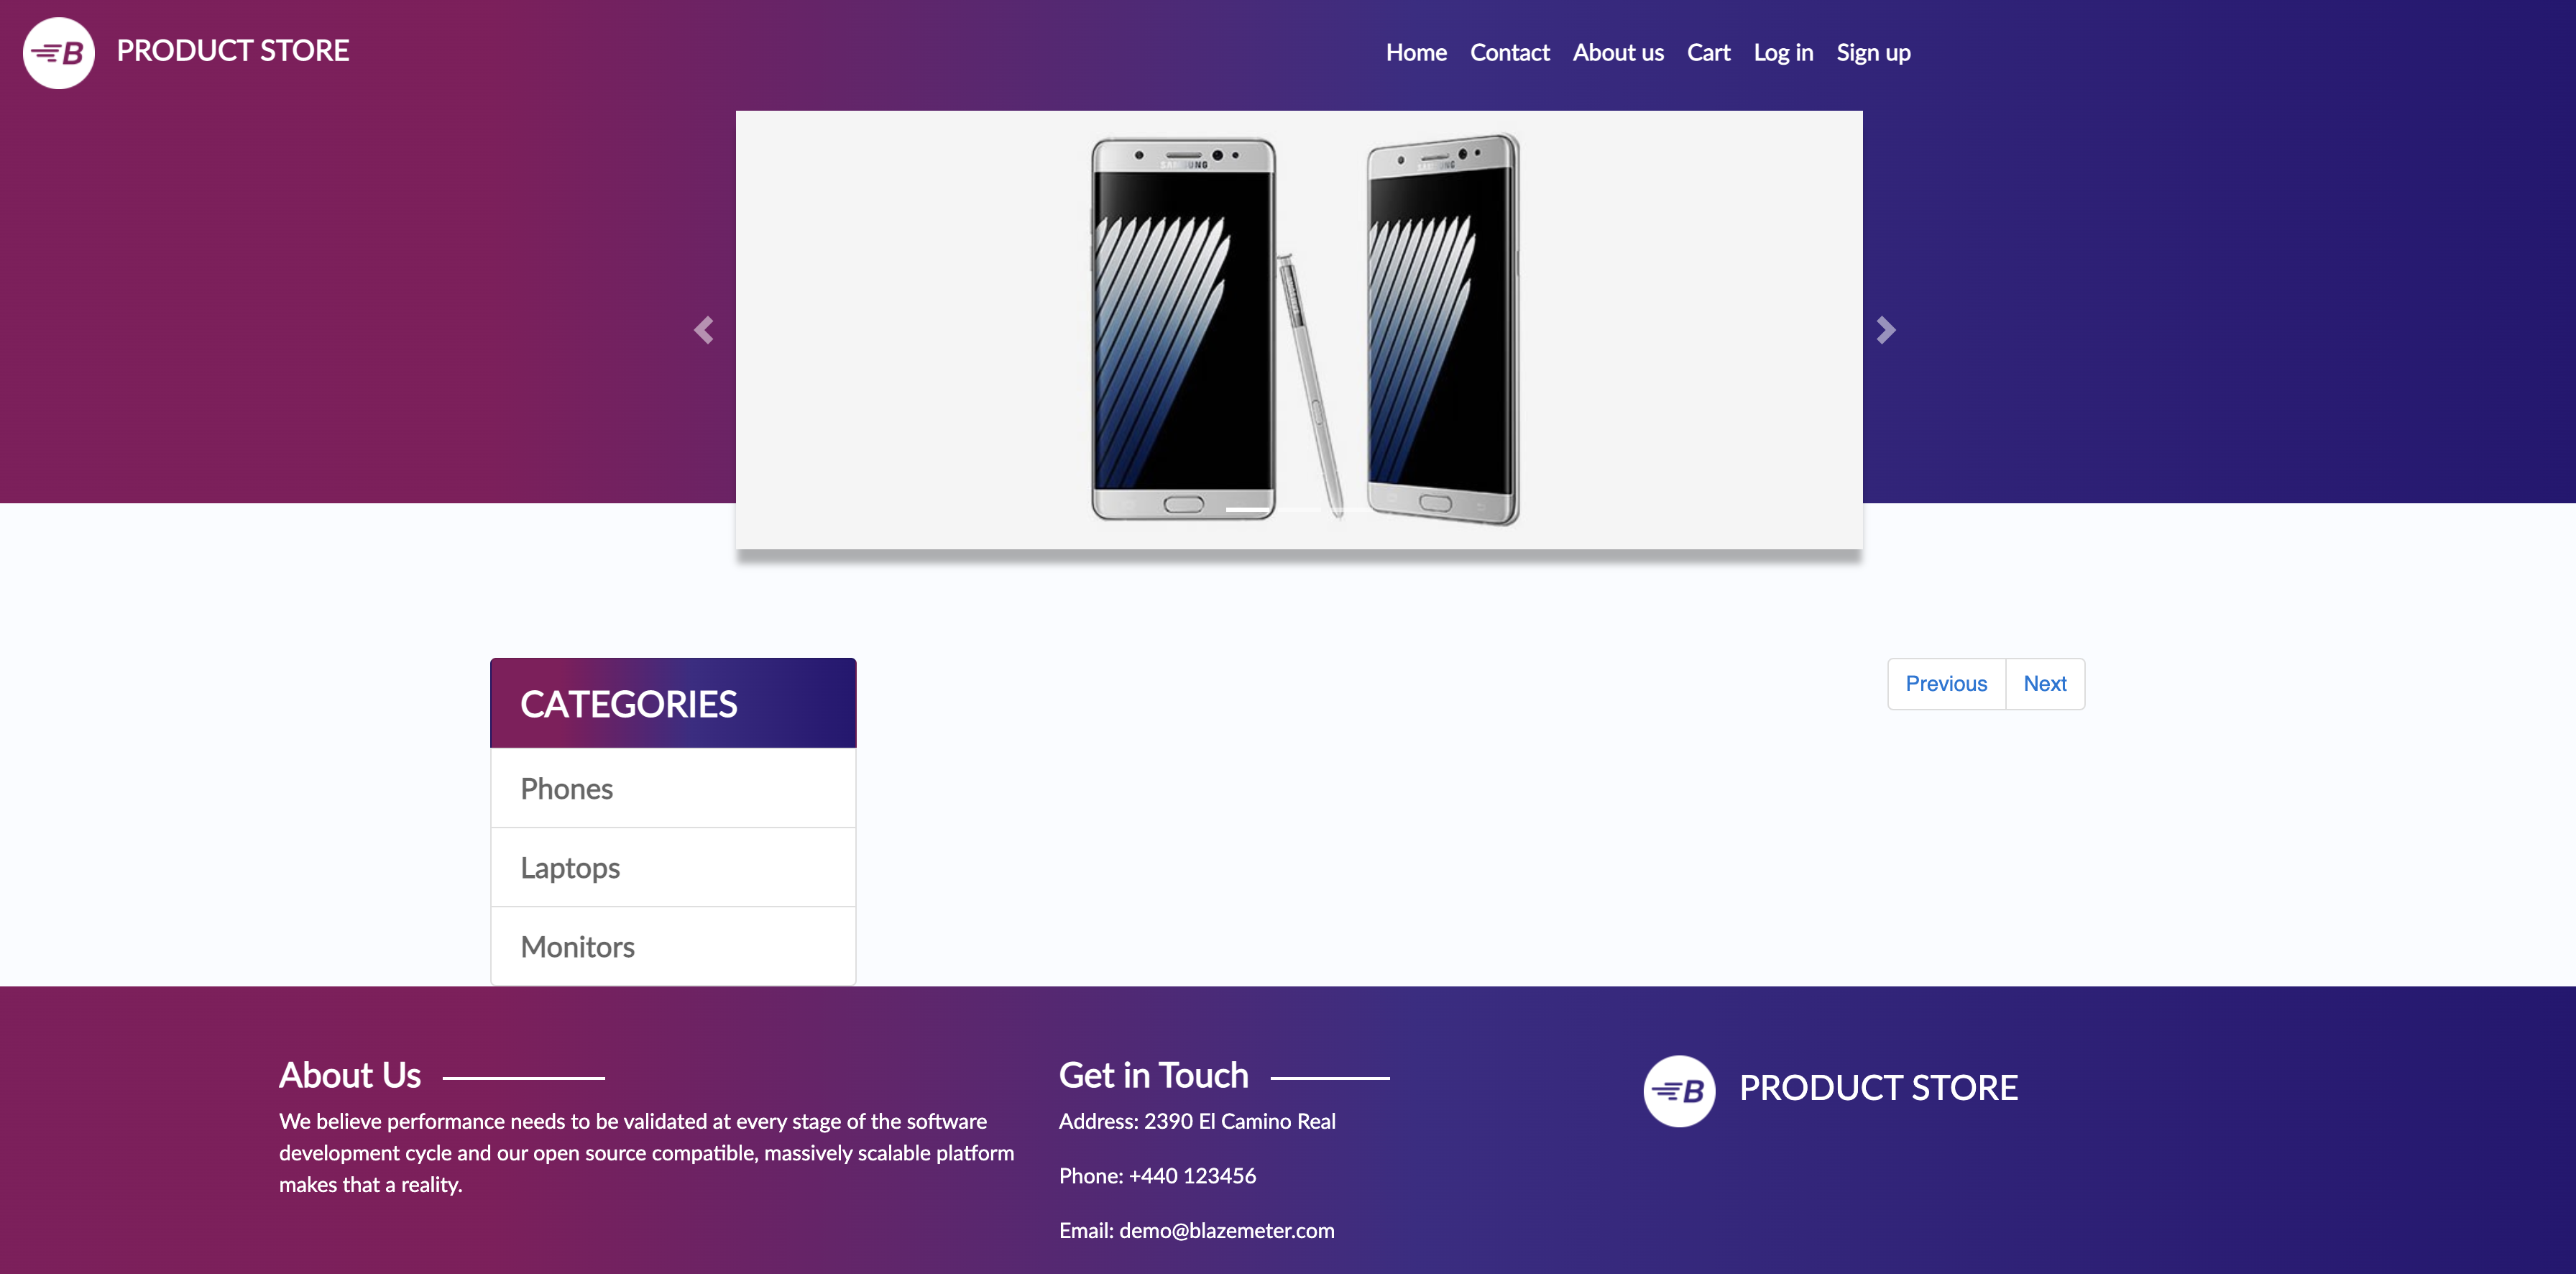 B PRODUCT STORE
Home Contact About us Cart Log in Sign up
SAMSUNG SAMSUNG
CATEGORIES
Previous Next
Phones
Laptops
Monitors
About Us
We believe performance needs to be validated at every stage of the software
development cycle and our open source compatible, massively scalable platform
makes that a reality.
Get in Touch
Address: 2390 El Camino Real
Phone: +440 123456
Email: demo@blazemeter.com
B PRODUCT STORE